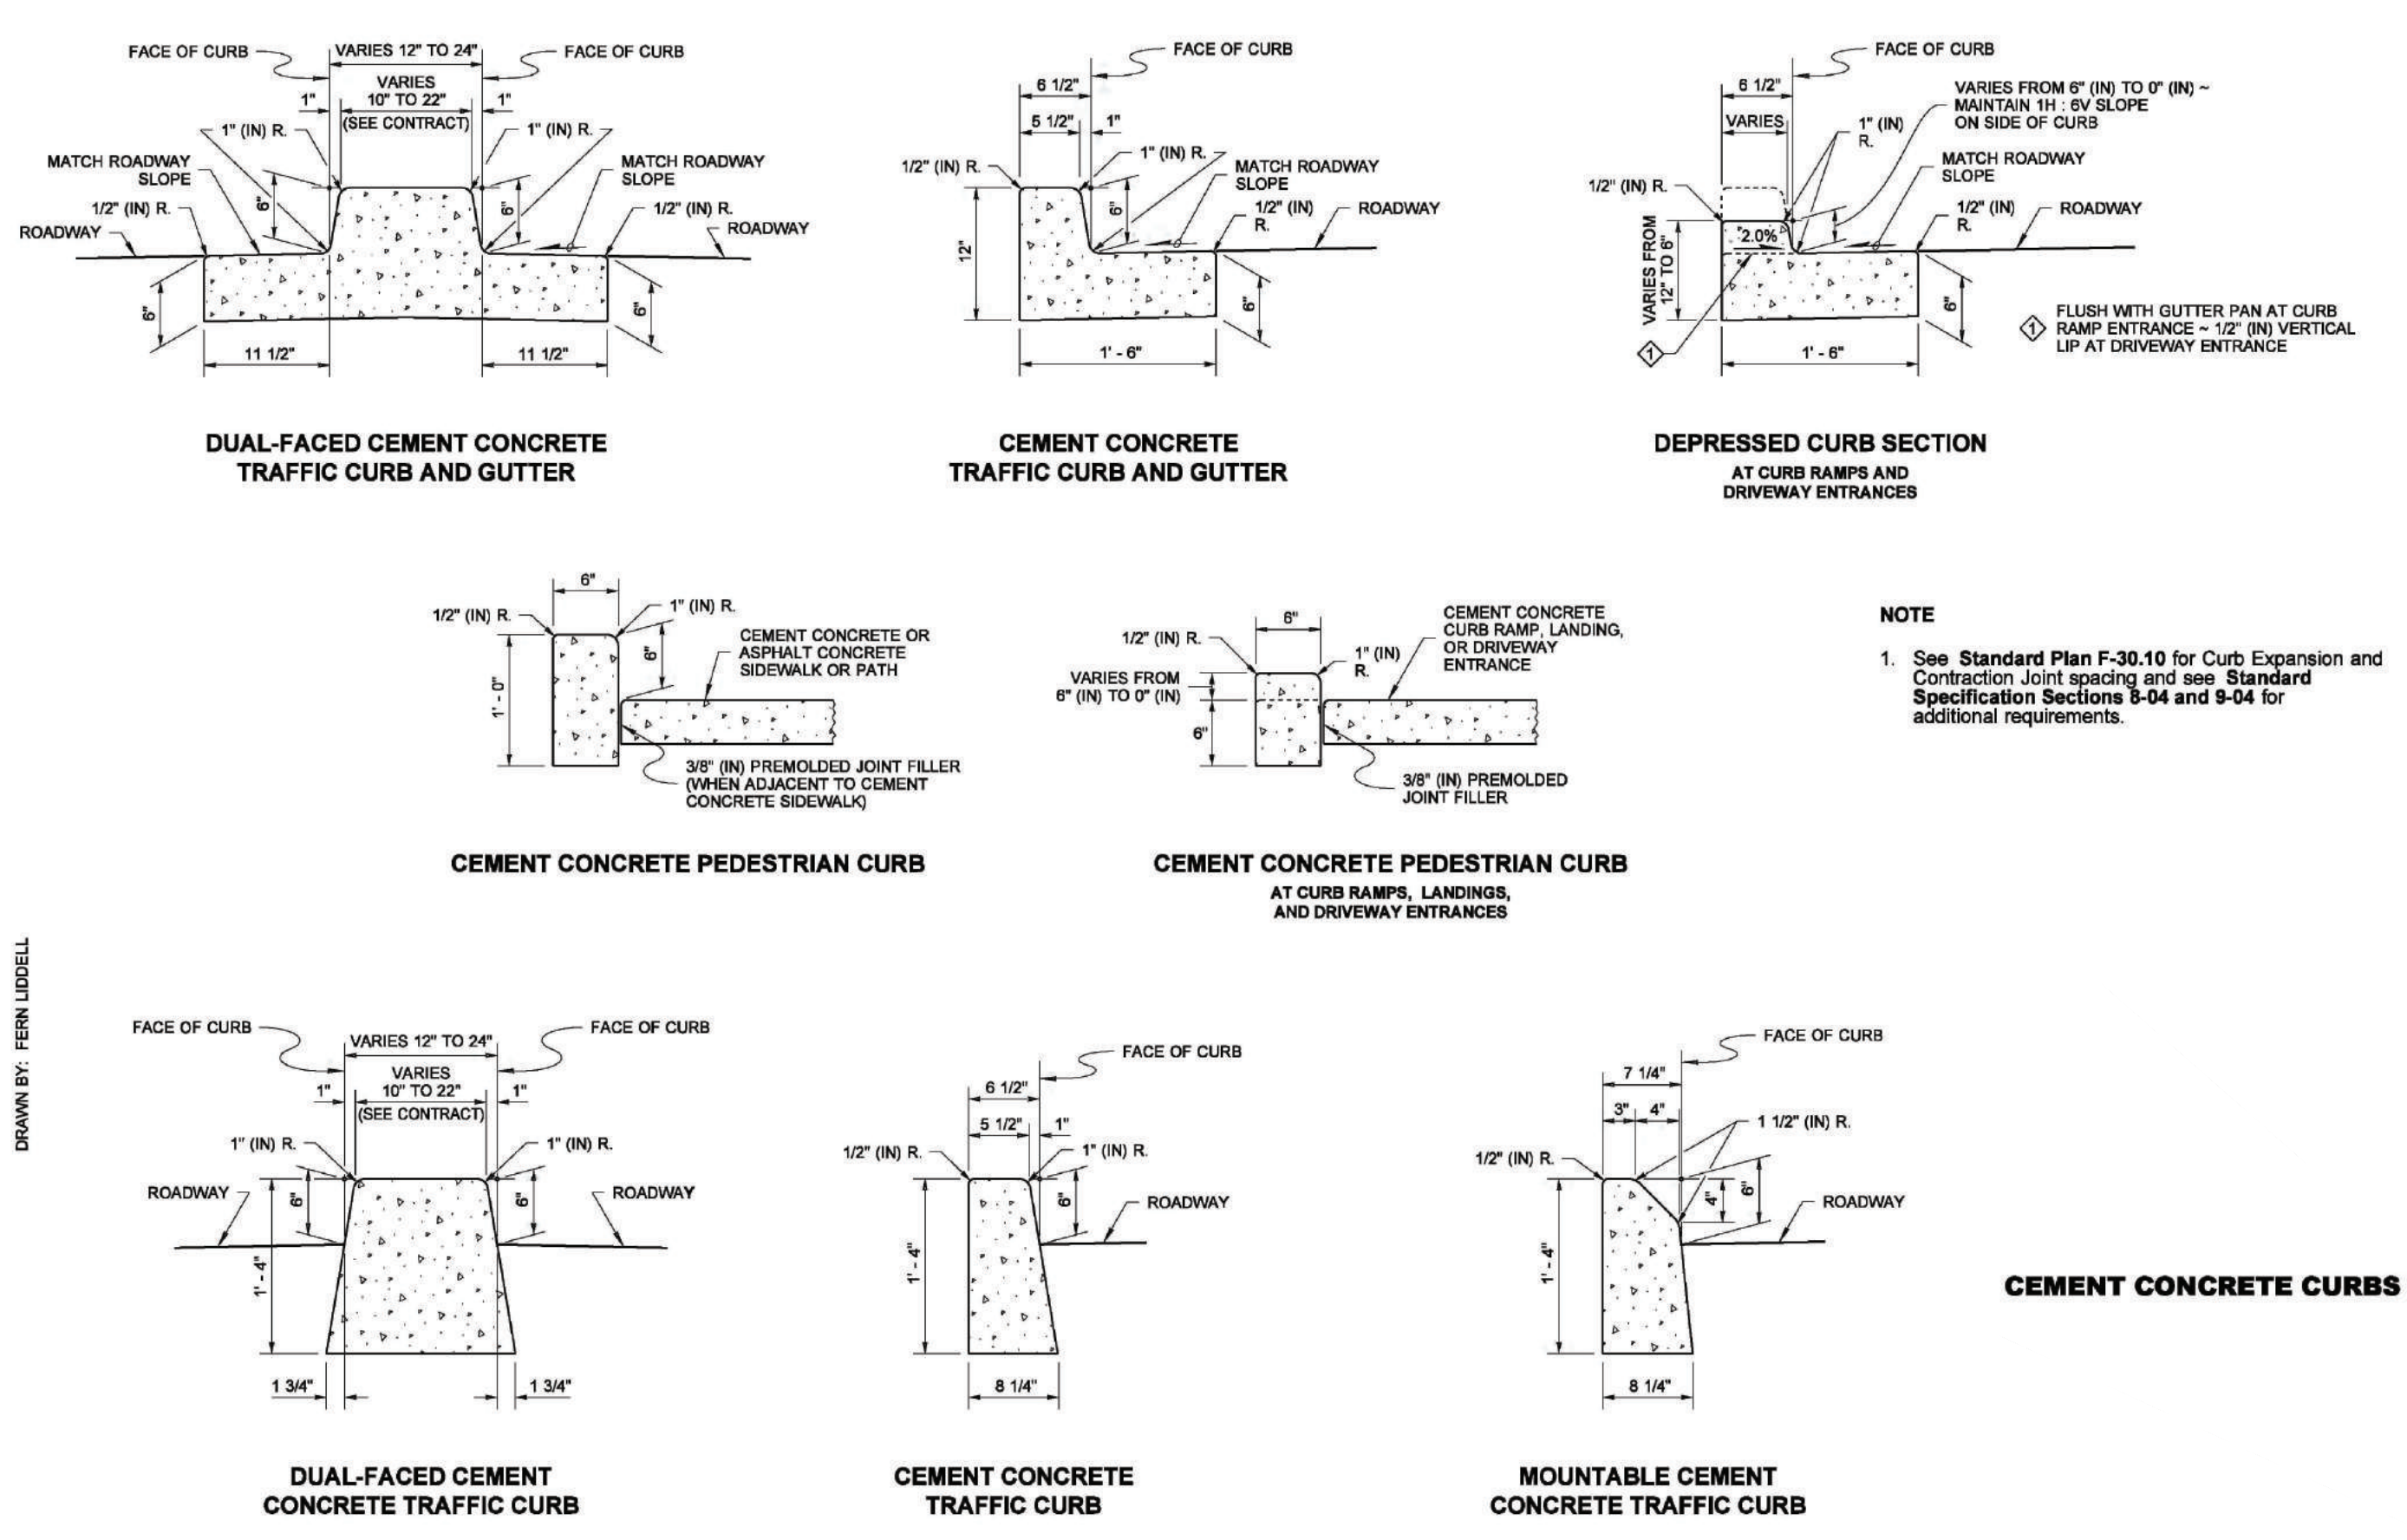 FACE OF CURB
VARIES 12" TO 24"
FACE OF CURB
VARIES
1"
10" TO 22"
1"
(SEE CONTRACT)
1" (IN) R.
1" (IN) R.
MATCH ROADWAY
SLOPE
MATCH ROADWAY
SLOPE
6"
6"
1/2" (IN) R.
1/2" (IN) R.
ROADWAY
ROADWAY
6"
6"
11 1/2"
11 1/2"
DUAL-FACED CEMENT CONCRETE
TRAFFIC CURB AND GUTTER
FACE OF CURB
6 1/2"
5 1/2"
1"
1/2" (IN) R.
1" (IN) R.
MATCH ROADWAY
SLOPE
6"
1/2" (IN)
R.
ROADWAY
12"
6"
1' - 6"
CEMENT CONCRETE
TRAFFIC CURB AND GUTTER
FACE OF CURB
6 1/2"
VARIES FROM 6" (IN) TO 0" (IN) ~
MAINTAIN 1H : 6V SLOPE
ON SIDE OF CURB
VARIES
1" (IN)
R.
MATCH ROADWAY
SLOPE
1/2" (IN) R.
1/2" (IN)
R.
ROADWAY
VARIES FROM
12" TO 6"
2.0%
6"
1
1' - 6"
1
FLUSH WITH GUTTER PAN AT CURB
RAMP ENTRANCE ~ 1/2" (IN) VERTICAL
LIP AT DRIVEWAY ENTRANCE
DEPRESSED CURB SECTION
AT CURB RAMPS AND
DRIVEWAY ENTRANCES
6"
1/2" (IN) R.
1" (IN) R.
6"
CEMENT CONCRETE OR
ASPHALT CONCRETE
SIDEWALK OR PATH
1' - 0"
3/8" (IN) PREMOLDED JOINT FILLER
(WHEN ADJACENT TO CEMENT
CONCRETE SIDEWALK)
CEMENT CONCRETE PEDESTRIAN CURB
6"
1/2" (IN) R.
1" (IN)
R.
CEMENT CONCRETE
CURB RAMP, LANDING,
OR DRIVEWAY
ENTRANCE
VARIES FROM
6" (IN) TO 0" (IN)
6"
3/8" (IN) PREMOLDED
JOINT FILLER
CEMENT CONCRETE PEDESTRIAN CURB
AT CURB RAMPS, LANDINGS,
AND DRIVEWAY ENTRANCES
NOTE
1. See Standard Plan F-30.10 for Curb Expansion and
Contraction Joint spacing and see Standard
Specification Sections 8-04 and 9-04 for
additional requirements.
DRAWN BY: FERN LIDDELL
FACE OF CURB
VARIES 12" TO 24"
FACE OF CURB
VARIES
1"
10" TO 22"
1"
(SEE CONTRACT)
1" (IN) R.
1" (IN) R.
ROADWAY
6"
6"
ROADWAY
1' - 4"
1 3/4"
1 3/4"
DUAL-FACED CEMENT
CONCRETE TRAFFIC CURB
FACE OF CURB
6 1/2"
5 1/2"
1"
1/2" (IN) R.
1" (IN) R.
6"
ROADWAY
1' - 4"
8 1/4"
CEMENT CONCRETE
TRAFFIC CURB
FACE OF CURB
7 1/4"
3"
4"
1 1/2" (IN) R.
1/2" (IN) R.
4"
6"
ROADWAY
1' - 4"
8 1/4"
MOUNTABLE CEMENT
CONCRETE TRAFFIC CURB
CEMENT CONCRETE CURBS